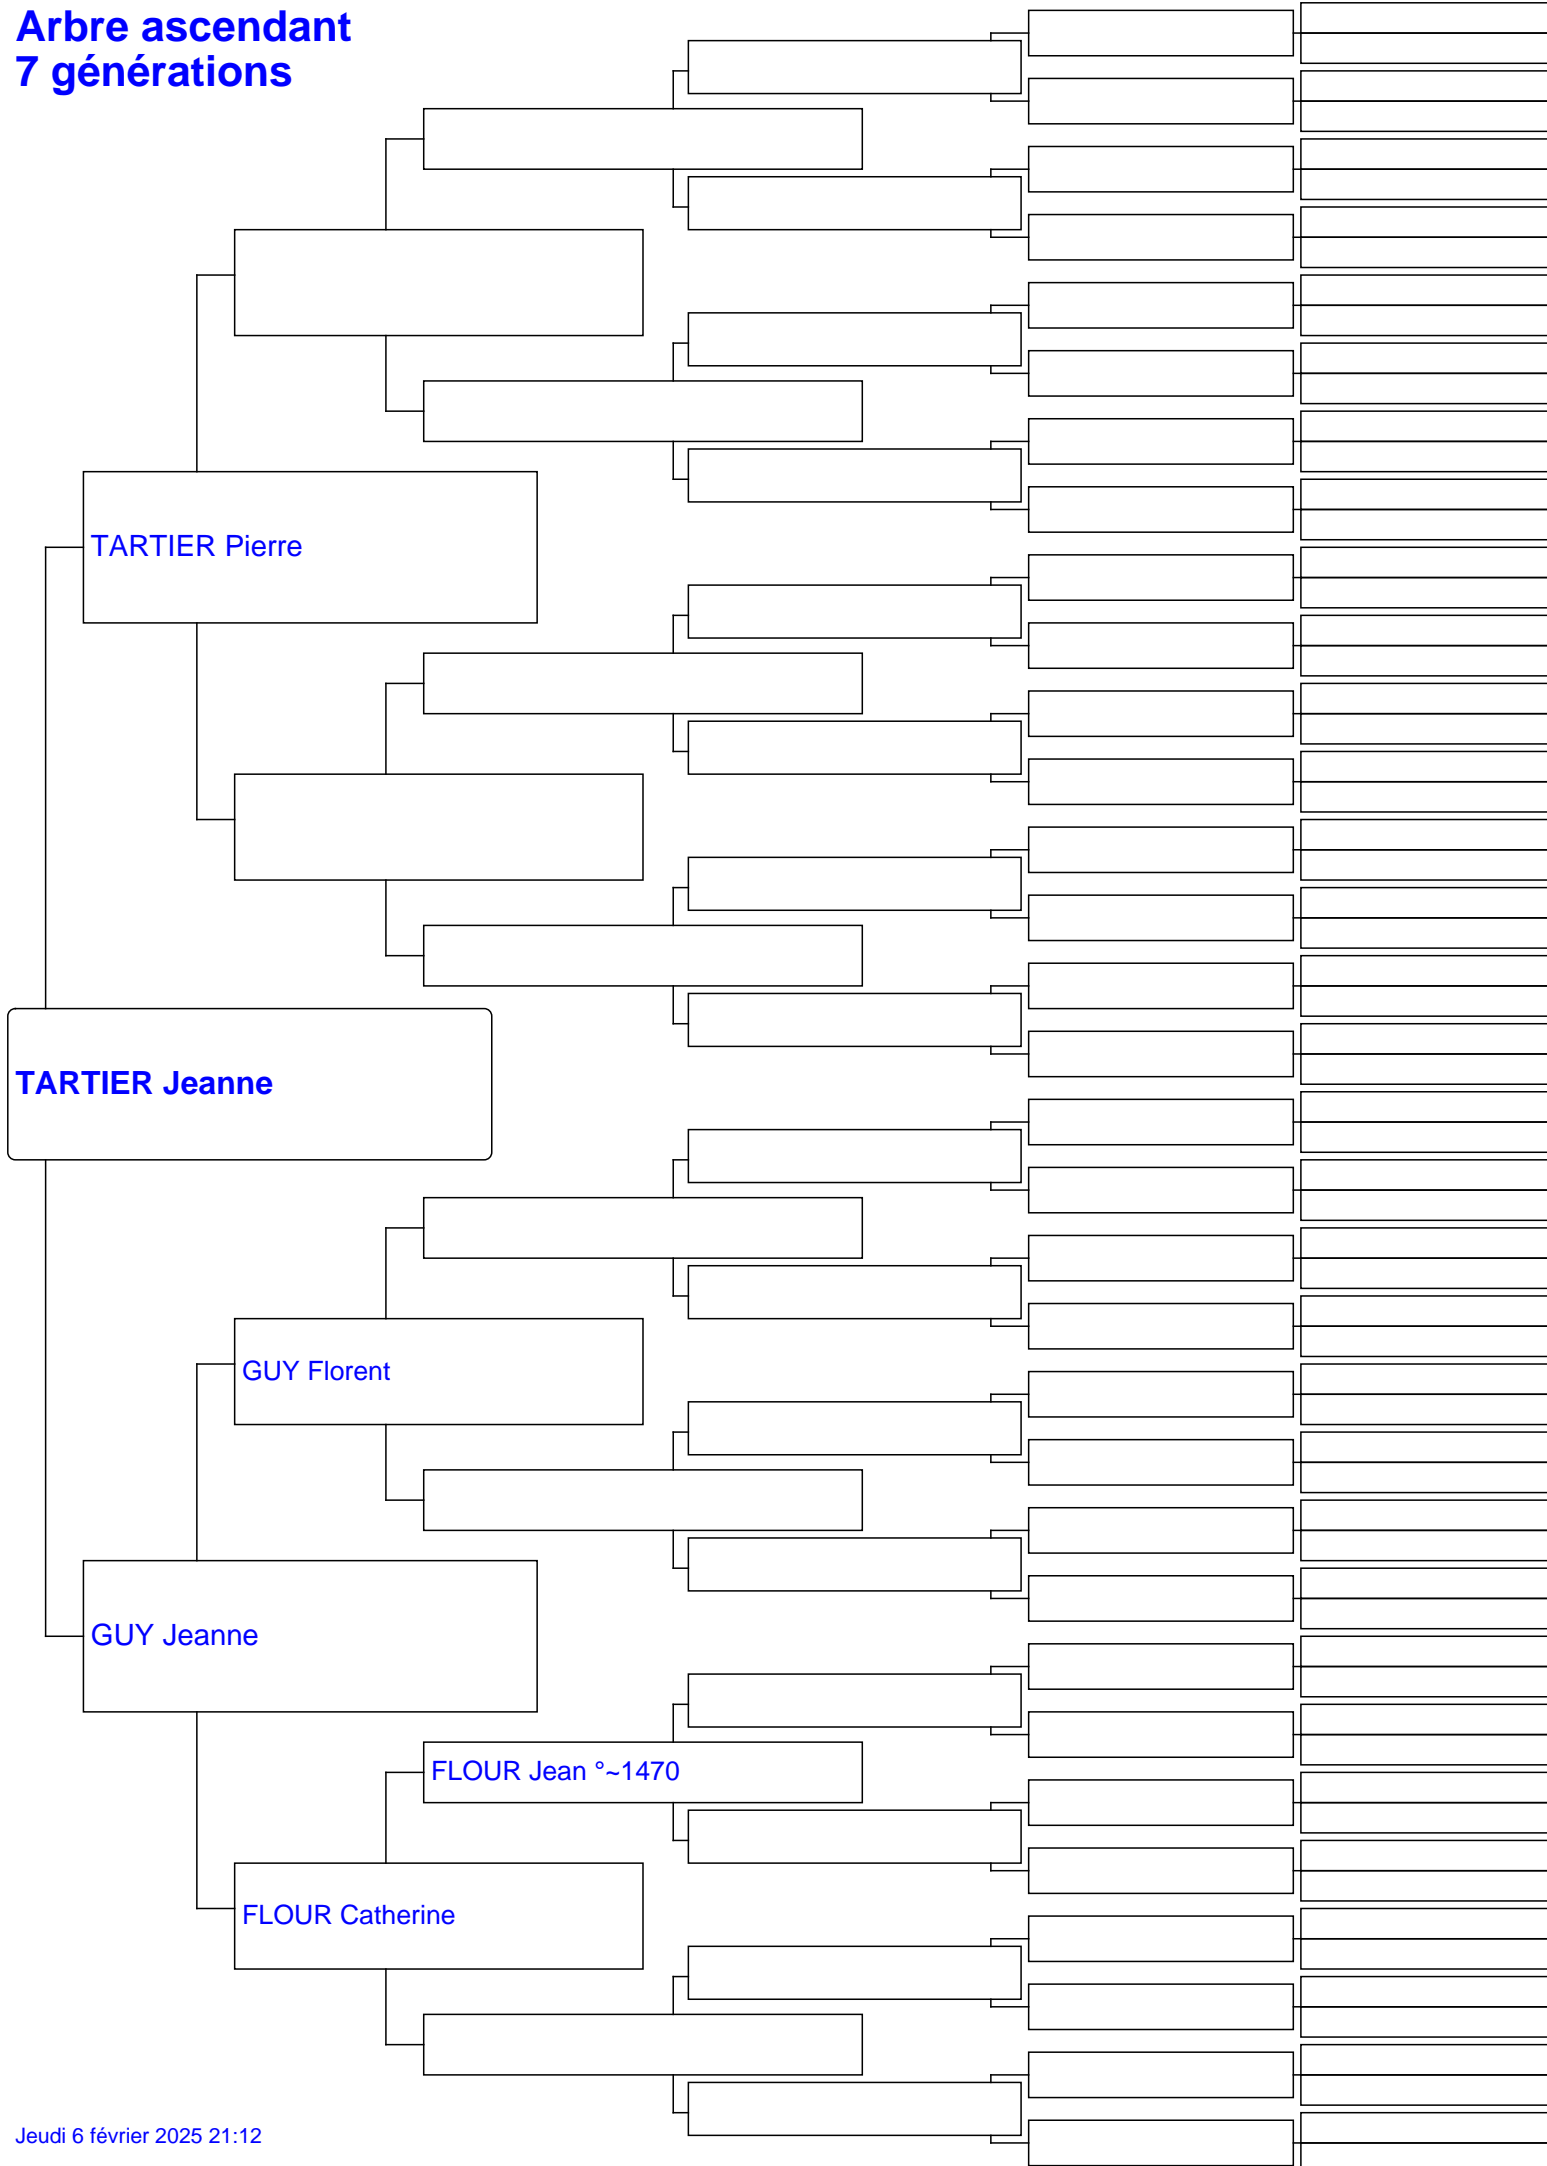 Arbre ascendant
7 générations
TARTIER Pierre
TARTIER Jeanne
GUY Florent
GUY Jeanne
FLOUR Jean °~1470
FLOUR Catherine
Jeudi 6 février 2025 21:12